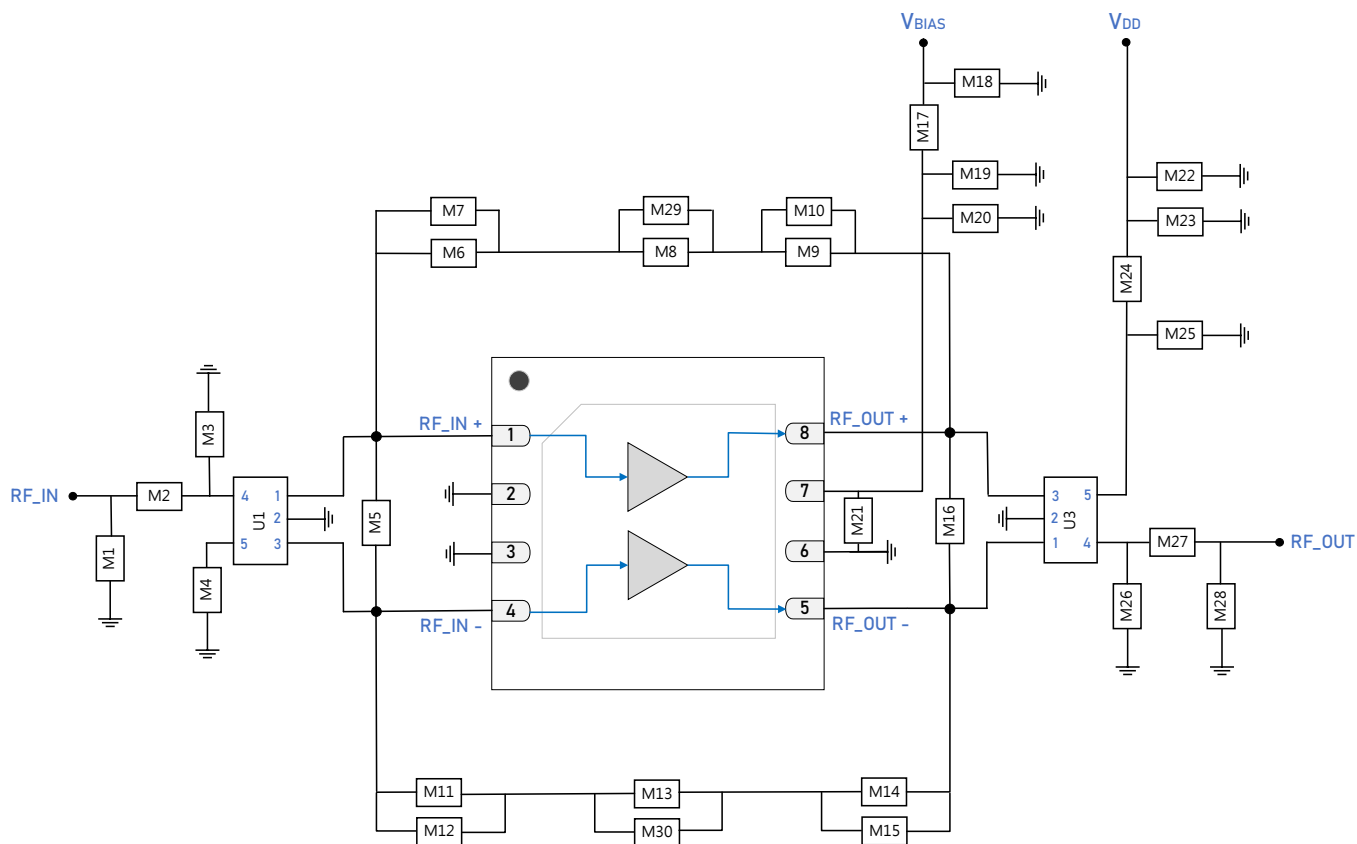 VBIAS
VDD
M18
M17
M19
M20
M22
M23
M24
M25
M7
M29
M10
M6
M8
M9
M3
RF_IN +
1
8
RF_OUT +
RF_IN
M2
M1
M4
4
1
2
5
3
U1
M5
2
7
M21
3
6
M16
4
5
RF_IN -
RF_OUT -
3
5
2
1
4
U3
M27
RF_OUT
M26
M28
M11
M13
M14
M12
M30
M15